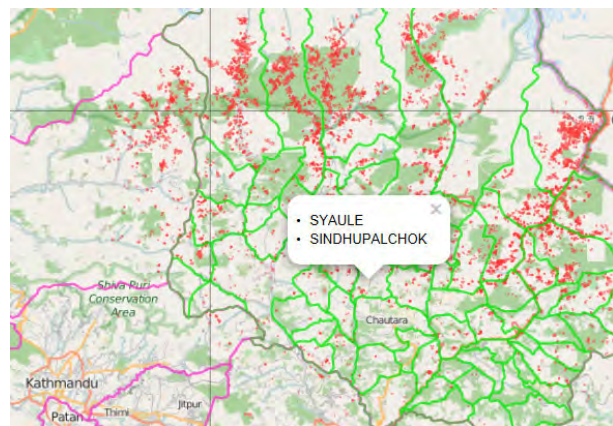 SYAULE
SINDHUPALCHOK
Shiva Puri
Conservation
Area
Chautara
Kathmandu
Patan
Thimi
Jitpur